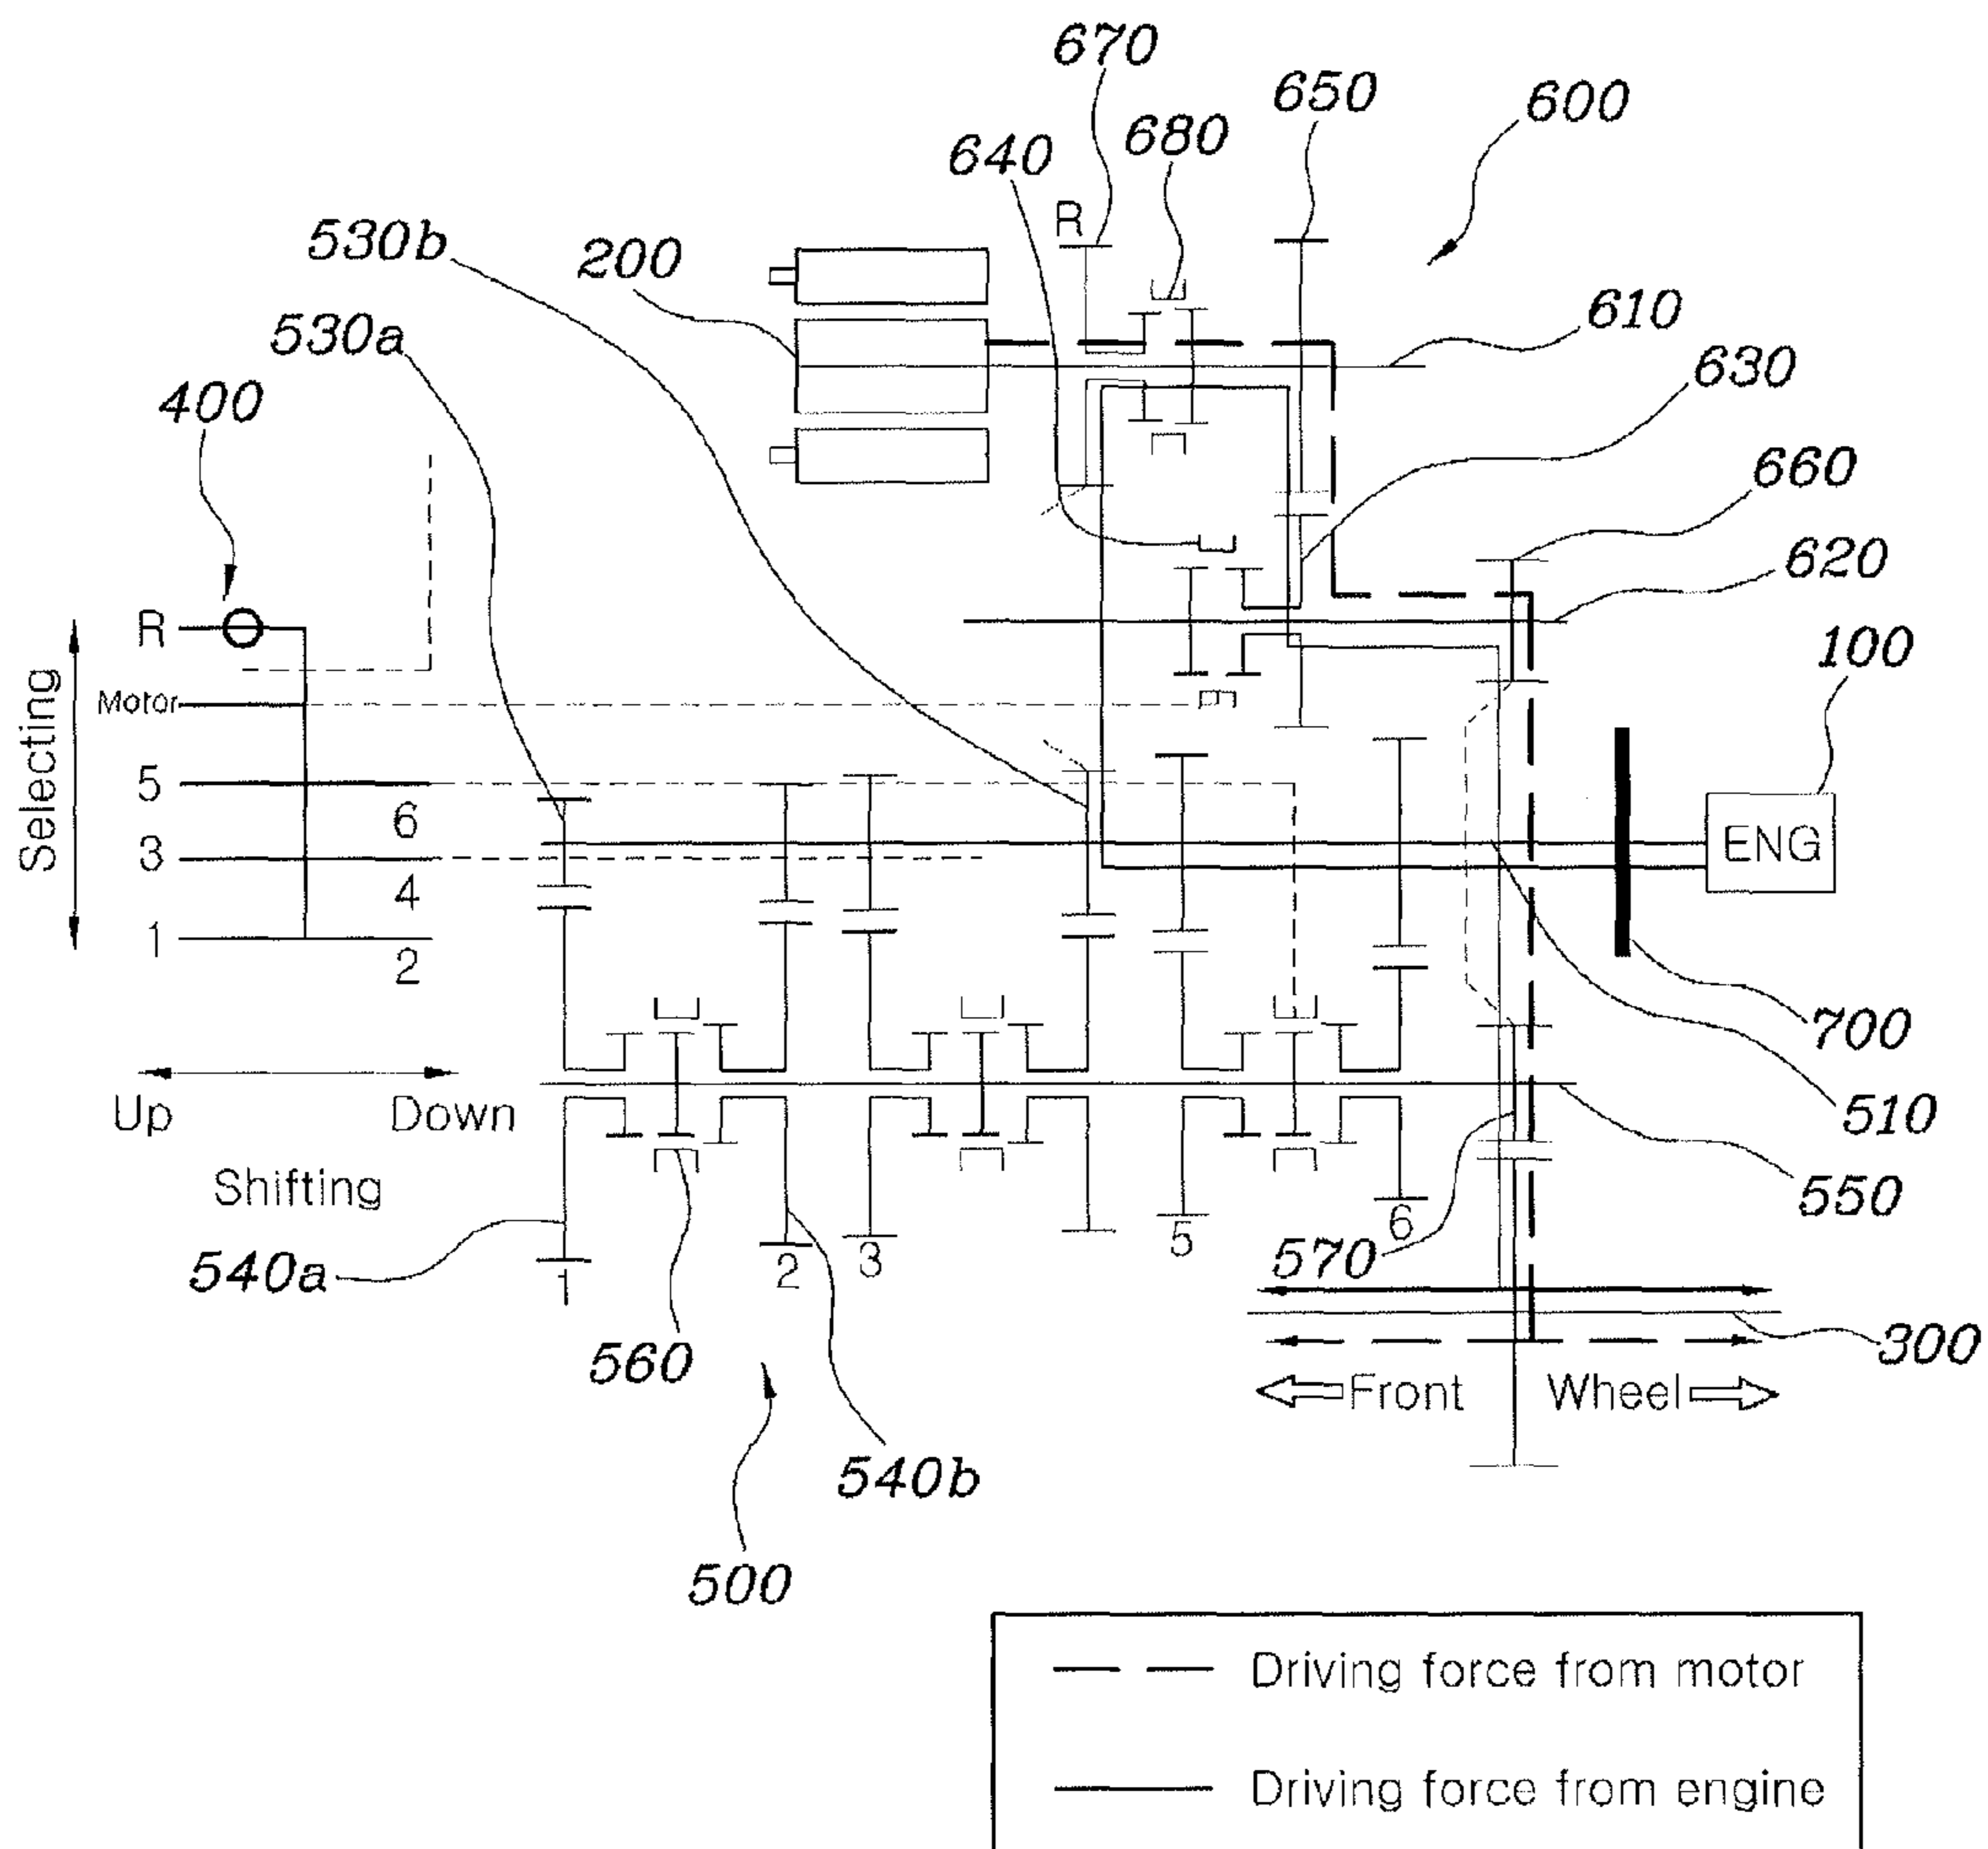 670
650
600
680
640
R
530b
200
610
530a
630
400
660
620
R
100
Motor
Selecting
5
6
ENG
3
4
1
2
700
Up
Down
510
Shifting
550
540a
1
2
3
5
6
570
300
560
Front Wheel
540b
500
Driving force from motor
Driving force from engine